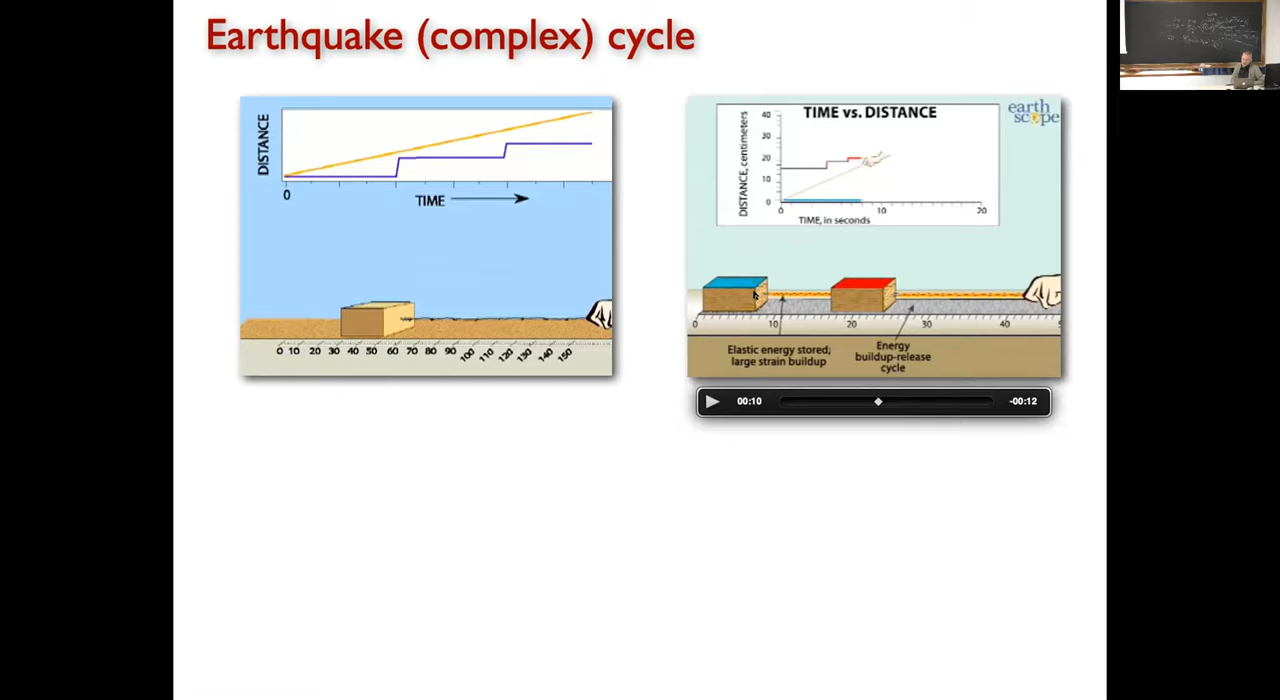 Earthquake (complex) cycle
DISTANCE
0
TIME
0 10 20 30 40 50 60 70 80 90 100 110 120 130 140 150
TIME vs. DISTANCE
earth
scope
DISTANCE, centimeters
40
30
20
10
0
0 10 20
TIME, in seconds
0 10 20 30 40
Elastic energy stored;
large strain buildup
Energy
buildup-release
cycle
00:10
-00:12